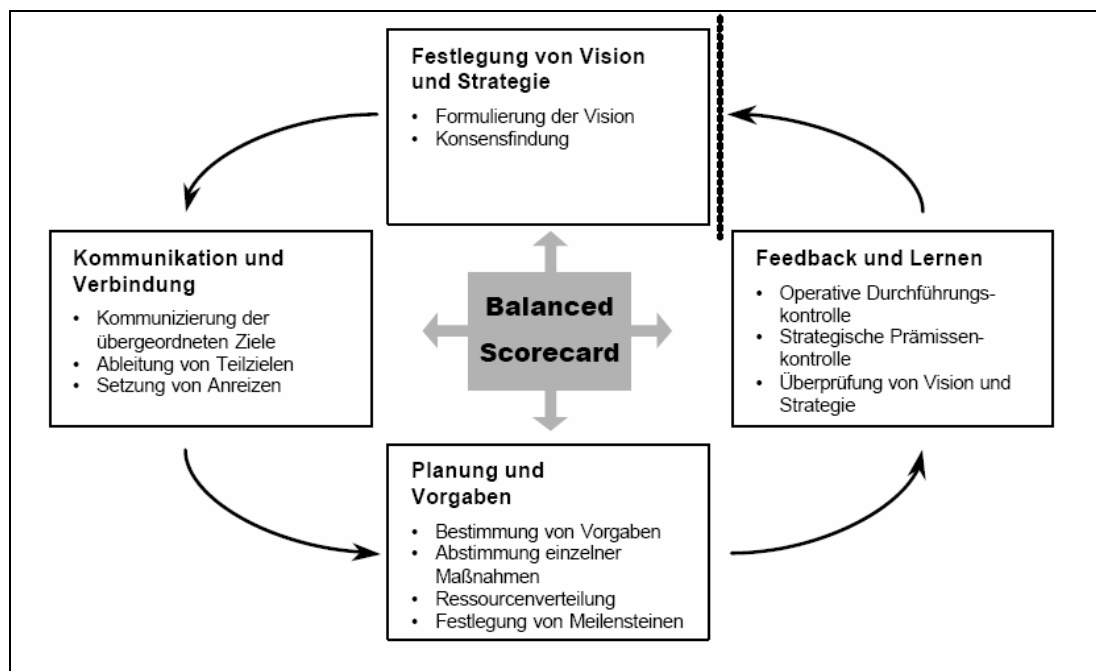 Festlegung von Vision
und Strategie
• Formulierung der Vision
• Konsensfindung
Kommunikation und
Verbindung
• Kommunizierung der
übergeordneten Ziele
• Ableitung von Teilzielen
• Setzung von Anreizen
Balanced
Scorecard
Feedback und Lernen
• Operative Durchführungs-
kontrolle
• Strategische Prämissen-
kontrolle
• Überprüfung von Vision und
Strategie
Planung und
Vorgaben
• Bestimmung von Vorgaben
• Abstimmung einzelner
Maßnahmen
• Ressourcenverteilung
• Festlegung von Meilensteinen